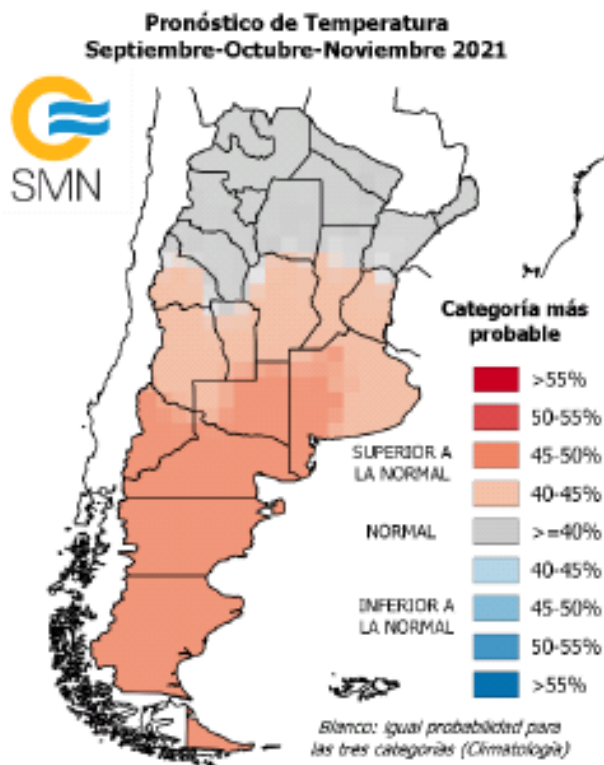 Pronóstico de Temperatura
Septiembre-Octubre-Noviembre 2021
SMN
Categoría más
probable
>55%
50-55%
SUPERIOR A
LA NORMAL
45-50%
40-45%
NORMAL
>=40%
40-45%
INFERIOR A
LA NORMAL
45-50%
50-55%
>55%
Blanco: igual probabilidad para
las tres categorías (Climatología)